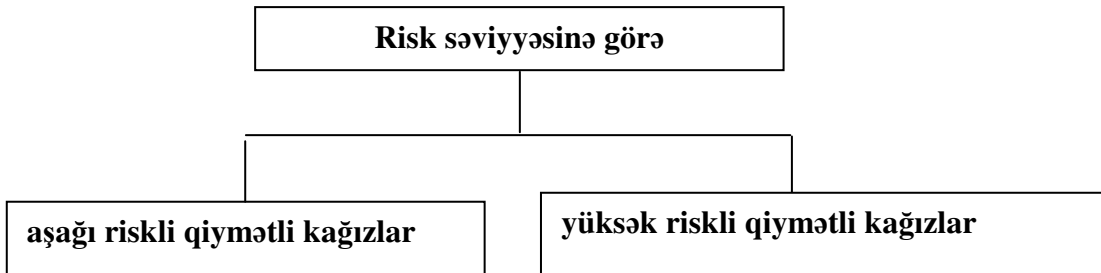 Risk səviyyəsinə görə
aşağı riskli qiymətli kağızlar
yüksək riskli qiymətli kağızlar